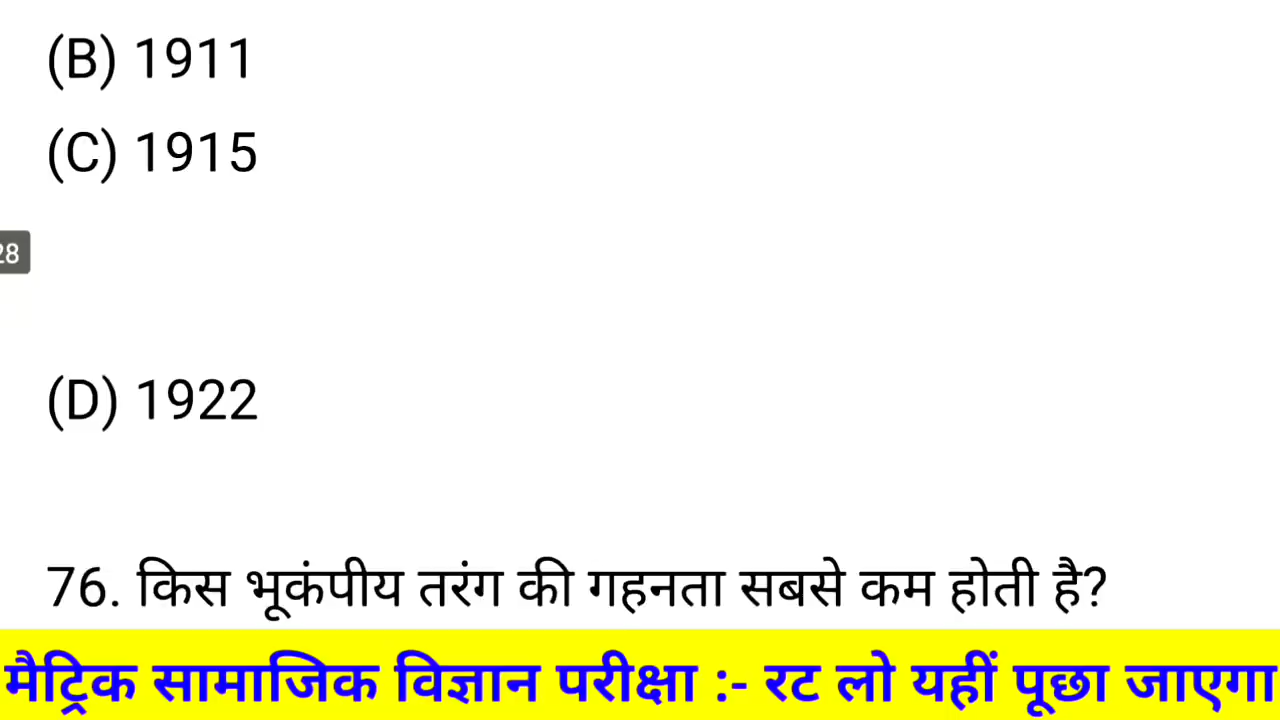 (B) 1911
(C) 1915
28
(D) 1922
76. किस भूकंपीय तरंग की गहनता सबसे कम होती है?
मैट्रिक सामाजिक विज्ञान परीक्षा :- रट लो यहीं पूछा जाएगा